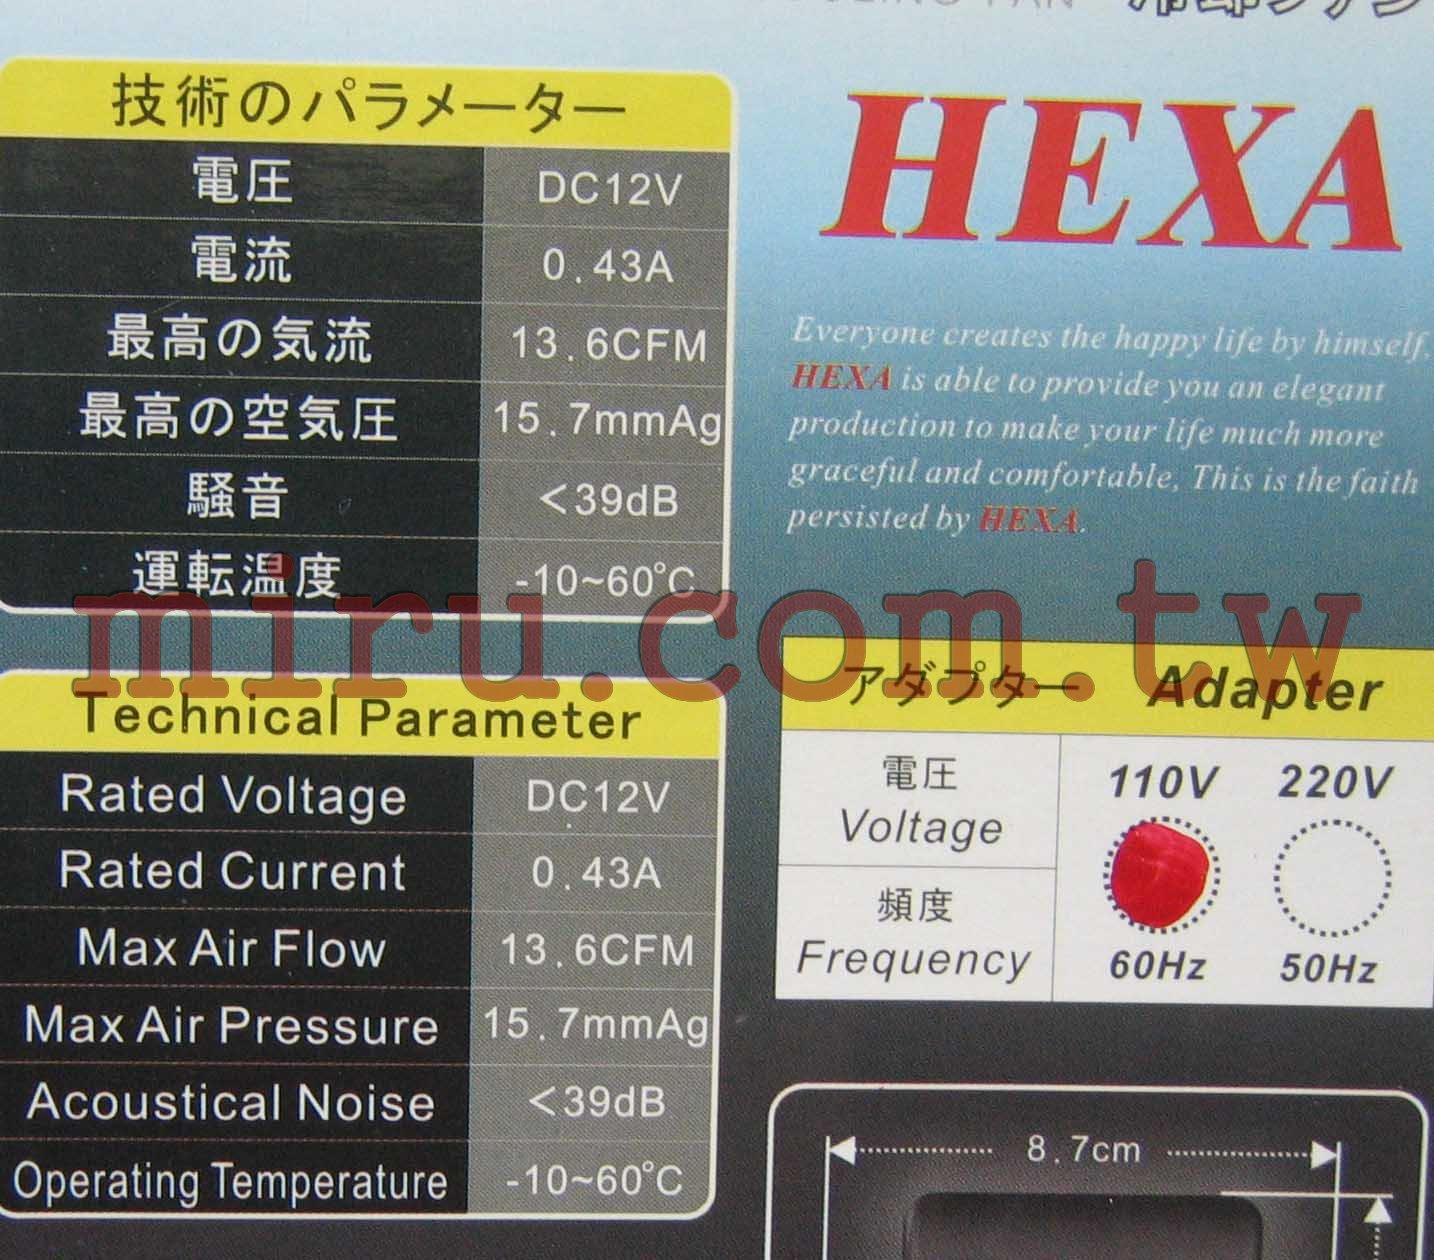 技術のパラメーター
電圧 DC12V
電流 0.43A
最高の気流 13.6CFM
最高の空気圧 15.7mmAg
騒音 <39dB
運転温度 -10~60°C
Technical Parameter
Rated Voltage DC12V
Rated Current 0.43A
Max Air Flow 13.6CFM
Max Air Pressure 15.7mmAg
Acoustical Noise <39dB
Operating Temperature -10~60°C
FAN 冷却ファン
HEXA
Everyone creates the happy life by himself,
HEXA is able to provide you an elegant
production to make your life much more
graceful and comfortable, This is the faith
persisted by HEXA.
miru.com.tw
アダプター Adapter
電圧 110V 220V
Voltage
頻度
Frequency 60Hz 50Hz
8.7cm